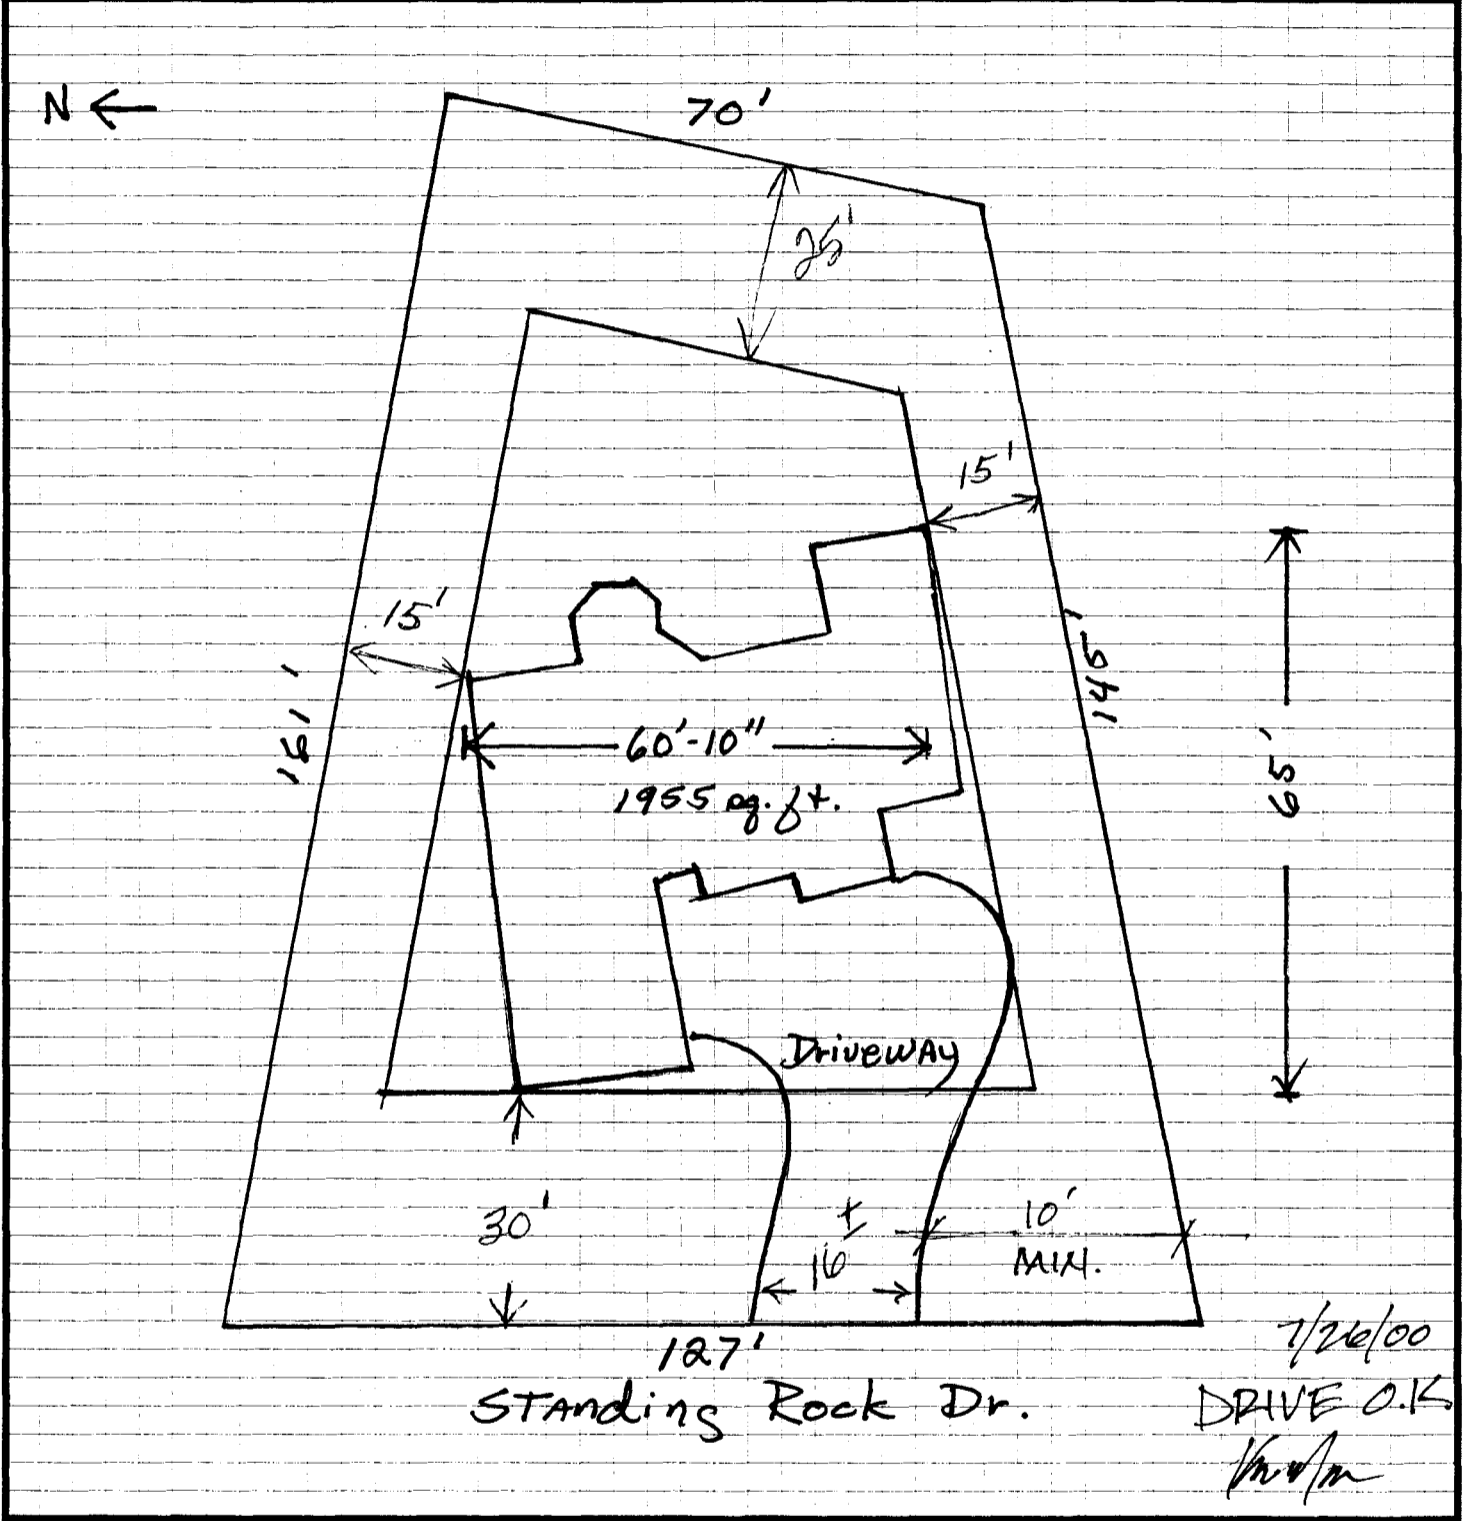 N
70'
25'
15'
15'
161'
145'
60'-10"
1955 sq. ft.
65'
Driveway
30'
16 ±
10'
MIN.
127'
Standing Rock Dr.
7/26/00
DRIVE O.K